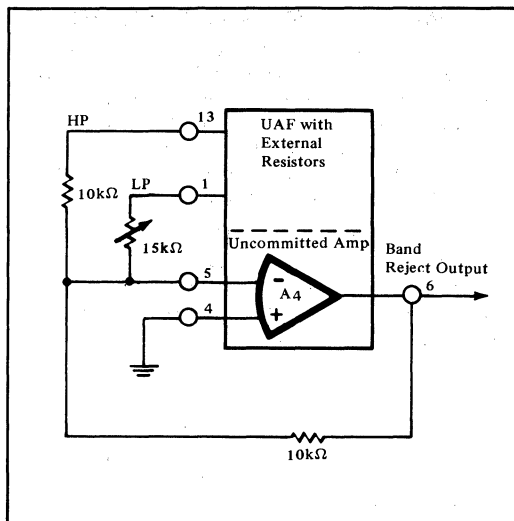 HP
13
UAF with
External
Resistors
10kΩ
LP
1
15kΩ
Uncommitted Amp
Band
Reject Output
5
-
A4
6
4
+
10kΩ